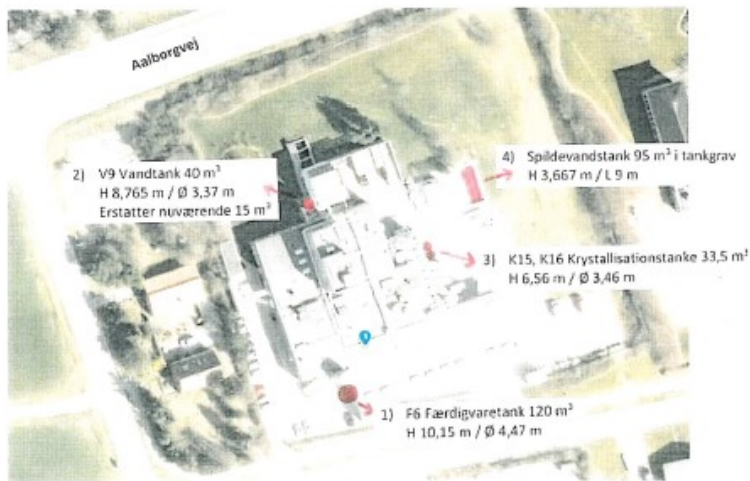 Aalborgvej
2) V9 Vandtank 40 m³
H 8,765 m / Ø 3,37 m
Erstatter nuværende 15 m³
4) Spildevandstank 95 m³ i tankgrav
H 3,667 m / L 9 m
3) K15, K16 Krystallisationstanke 33,5 m³
H 6,56 m / Ø 3,46 m
1) F6 Færdigvaretank 120 m³
H 10,15 m / Ø 4,47 m